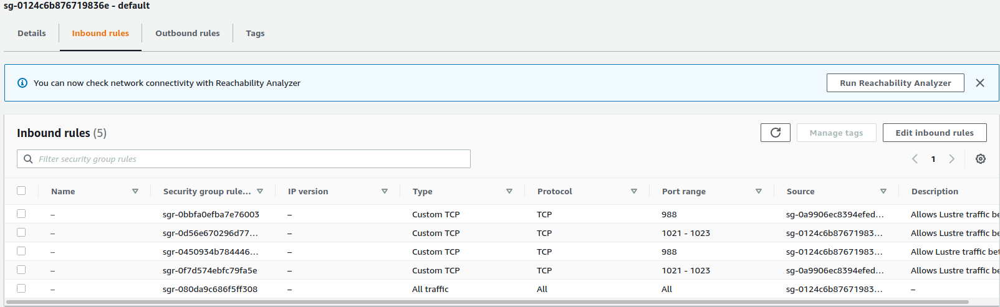 sg-0124c6b876719836e - default
Details Inbound rules Outbound rules Tags
You can now check network connectivity with Reachability Analyzer Run Reachability Analyzer
Inbound rules (5) Manage tags Edit inbound rules
Filter security group rules 1
Name Security group rule... IP version Type Protocol Port range Source Description
– sgr-0bbfa0efba7e76003 – Custom TCP TCP 988 sg-0a9906ec8394efed... Allows Lustre traffic be
– sgr-0d56e670296d77... – Custom TCP TCP 1021 - 1023 sg-0124c6b87671983... Allows Lustre traffic be
– sgr-0450934b784446... – Custom TCP TCP 988 sg-0124c6b87671983... Allow Lustre traffic bet
– sgr-0f7d574ebfc79fa5e – Custom TCP TCP 1021 - 1023 sg-0a9906ec8394efed... Allows Lustre traffic be
– sgr-080da9c686f5ff308 – All traffic All All sg-0124c6b87671983... –